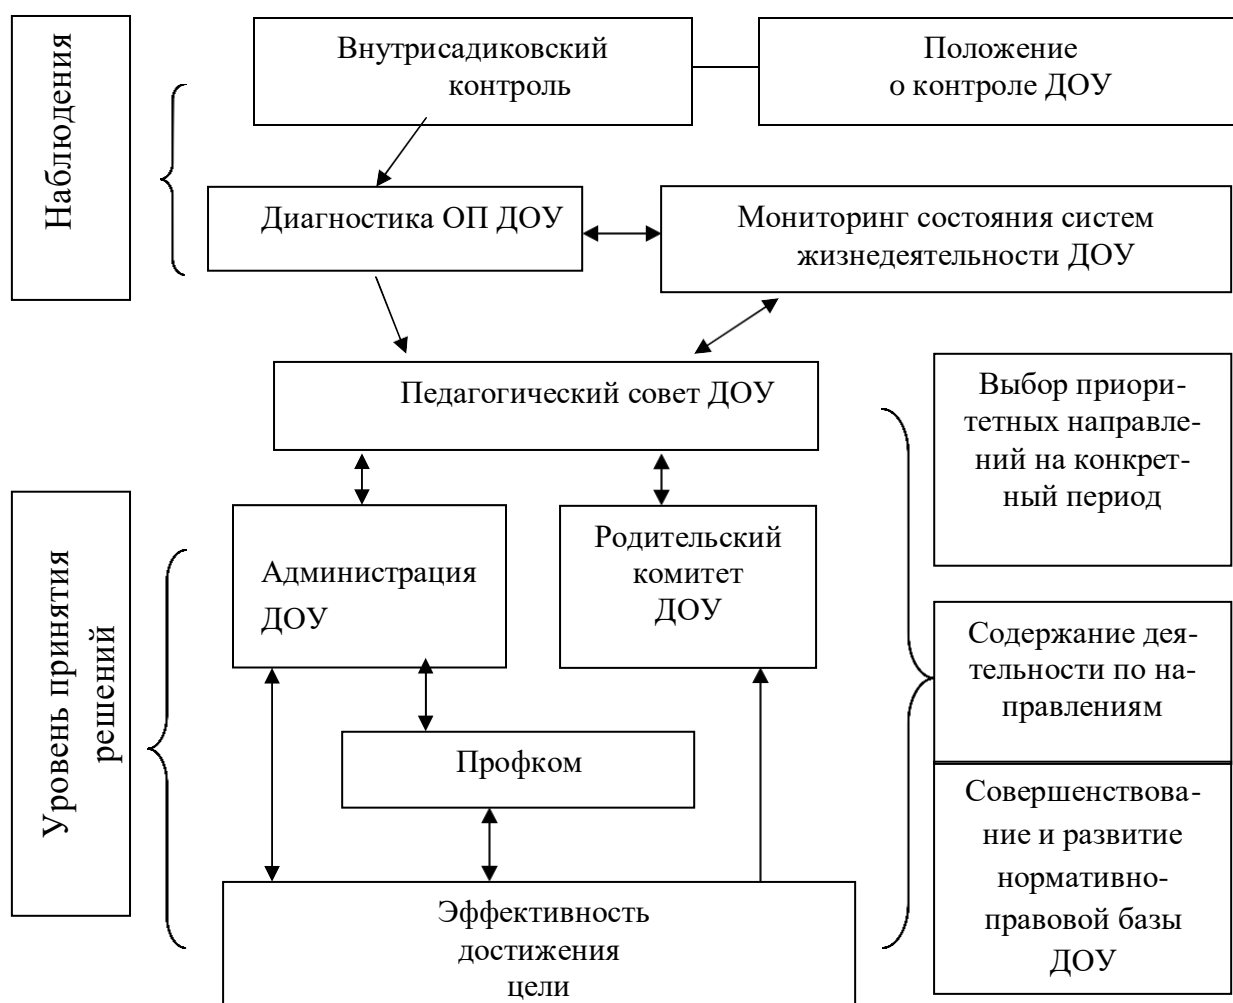 Наблюдения
Внутрисадиковский
контроль
Положение
о контроле ДОУ
Диагностика ОП ДОУ
Мониторинг состояния систем
жизнедеятельности ДОУ
Педагогический совет ДОУ
Выбор приори-
тетных направле-
ний на конкрет-
ный период
Уровень принятия
решений
Администрация
ДОУ
Родительский
комитет
ДОУ
Содержание дея-
тельности по на-
правлениям
Профком
Совершенствова-
ние и развитие
нормативно-
правовой базы
ДОУ
Эффективность
достижения
цели